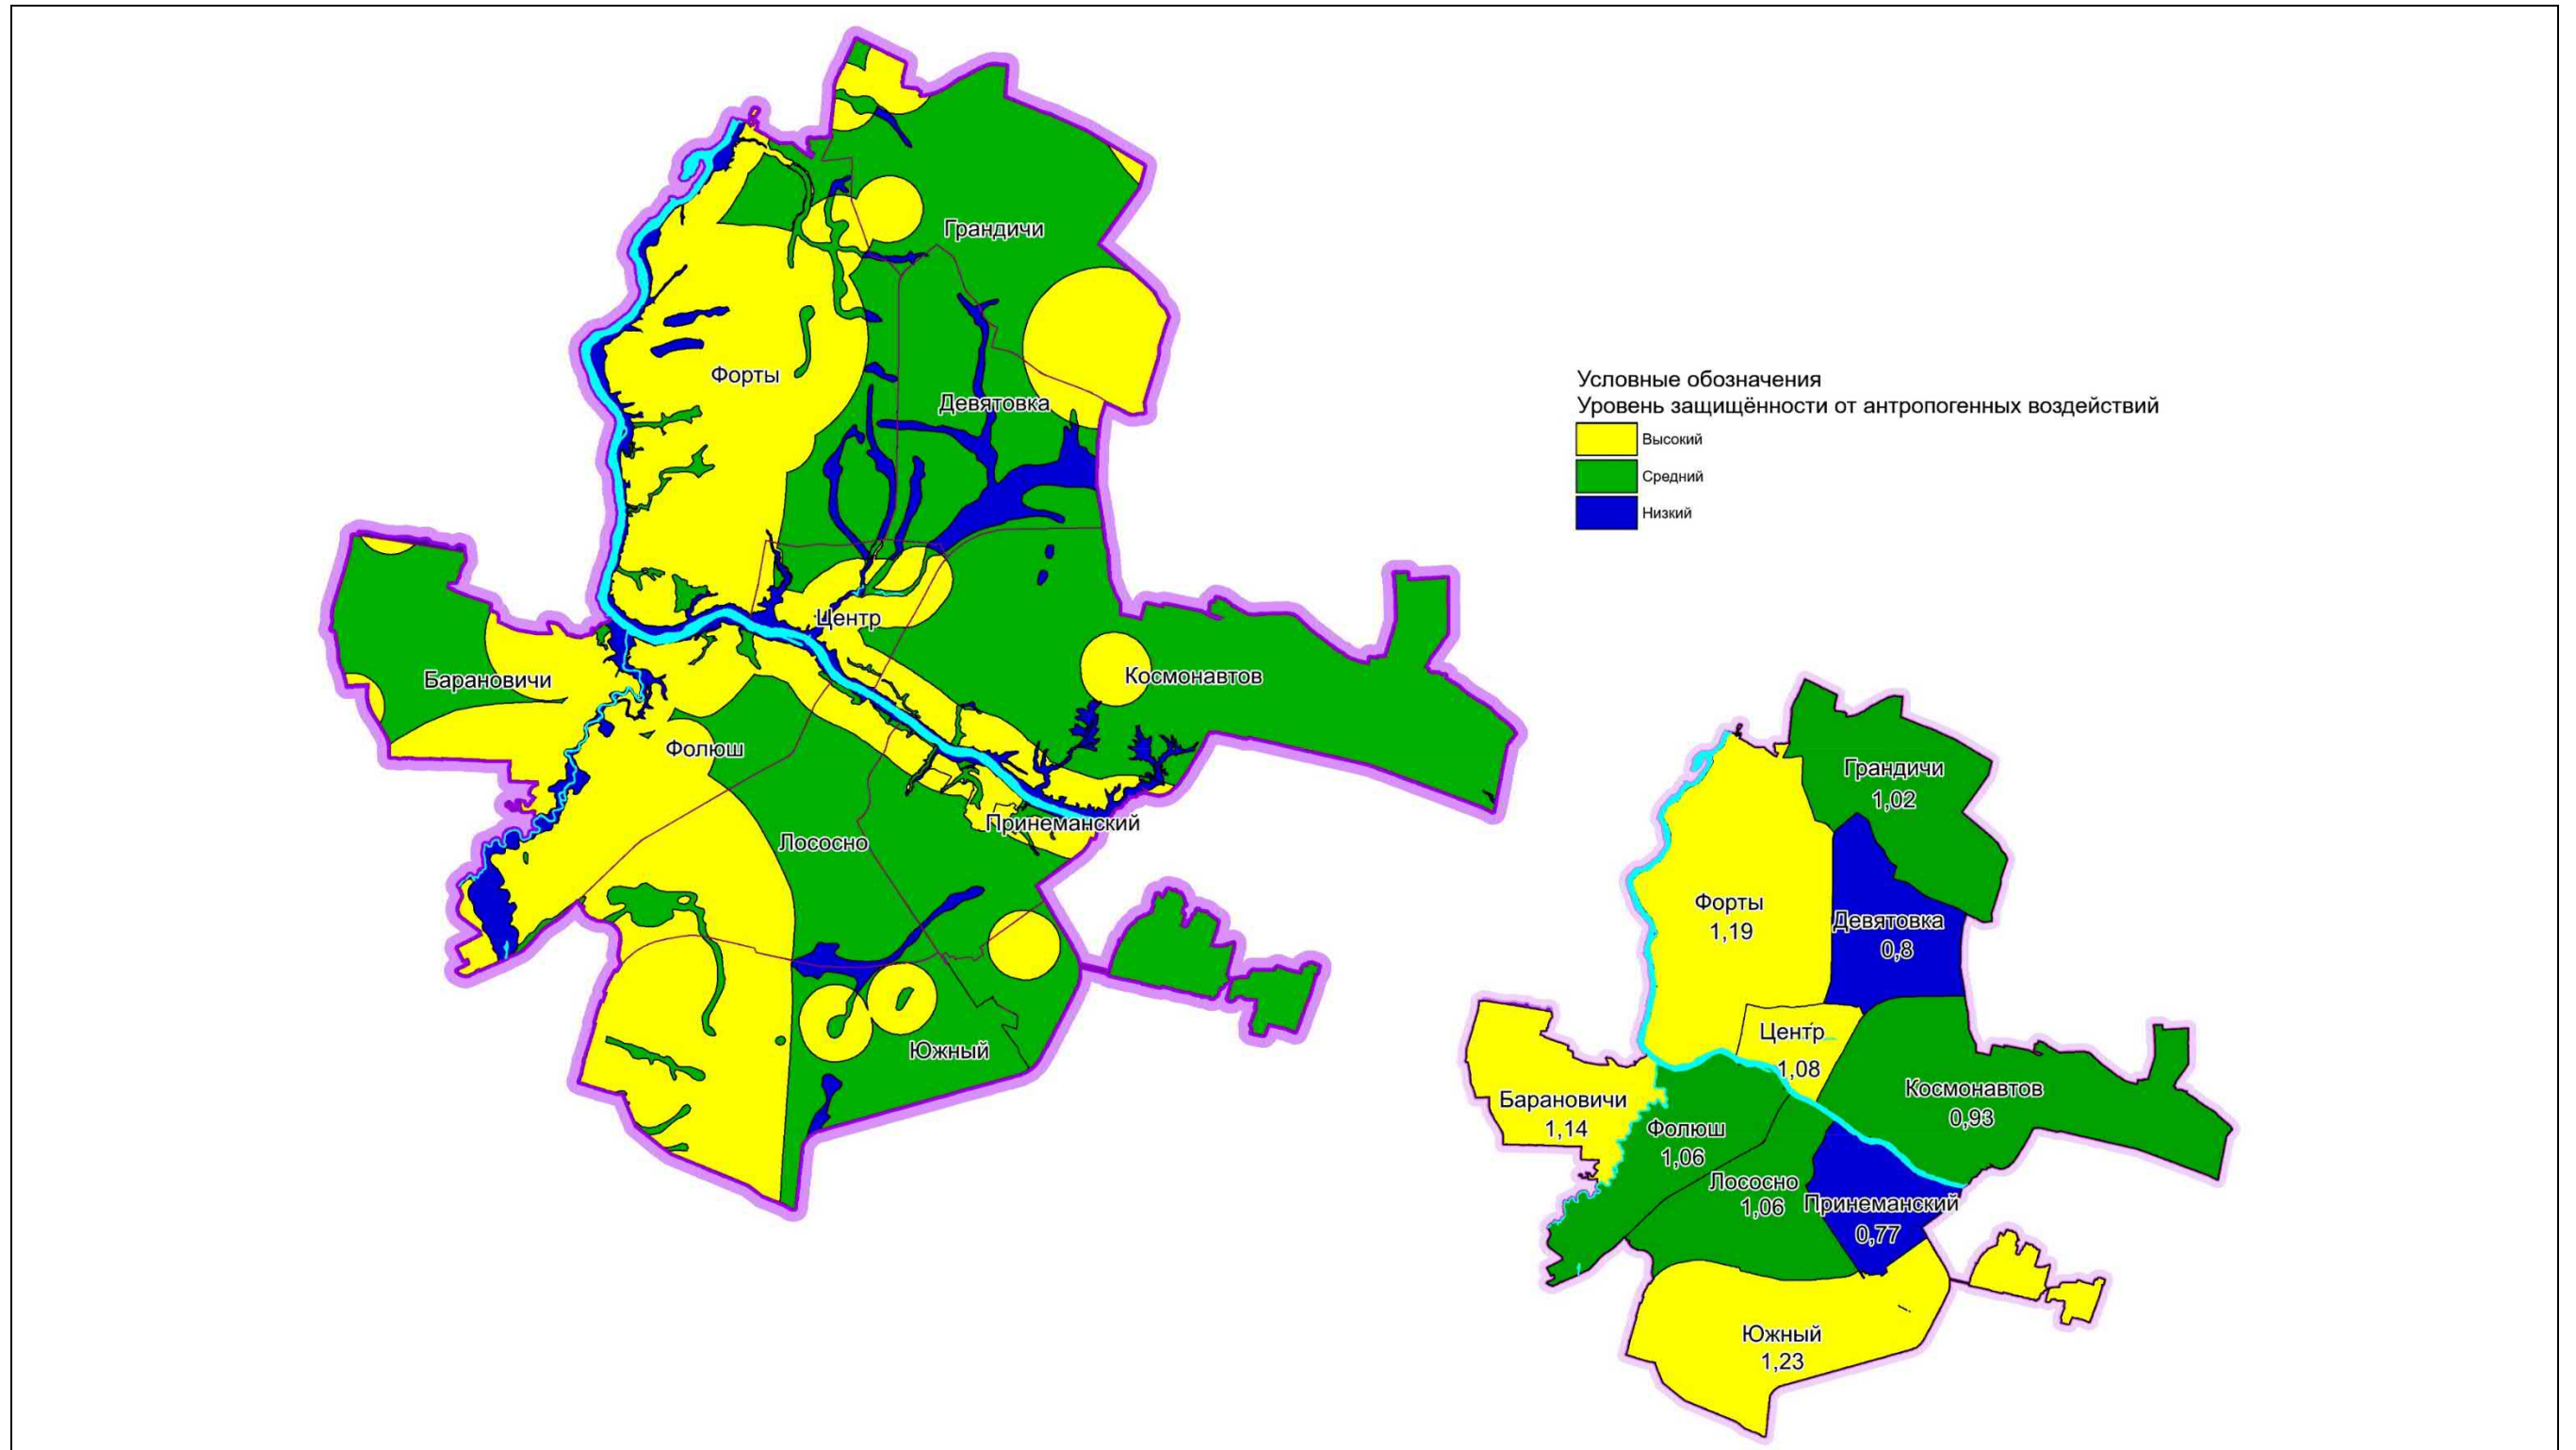 Грандичи
Форты
Девятовка
Центр
Барановичи
Космонавтов
Фолюш
Принеманский
Лососно
Южный
Условные обозначения
Уровень защищённости от антропогенных воздействий
Высокий
Средний
Низкий
Грандичи
1,02
Форты
1,19
Девятовка
0,8
Центр
1,08
Космонавтов
0,93
Барановичи
1,14
Фолюш
1,06
Лососно
1,06
Принеманский
0,77
Южный
1,23